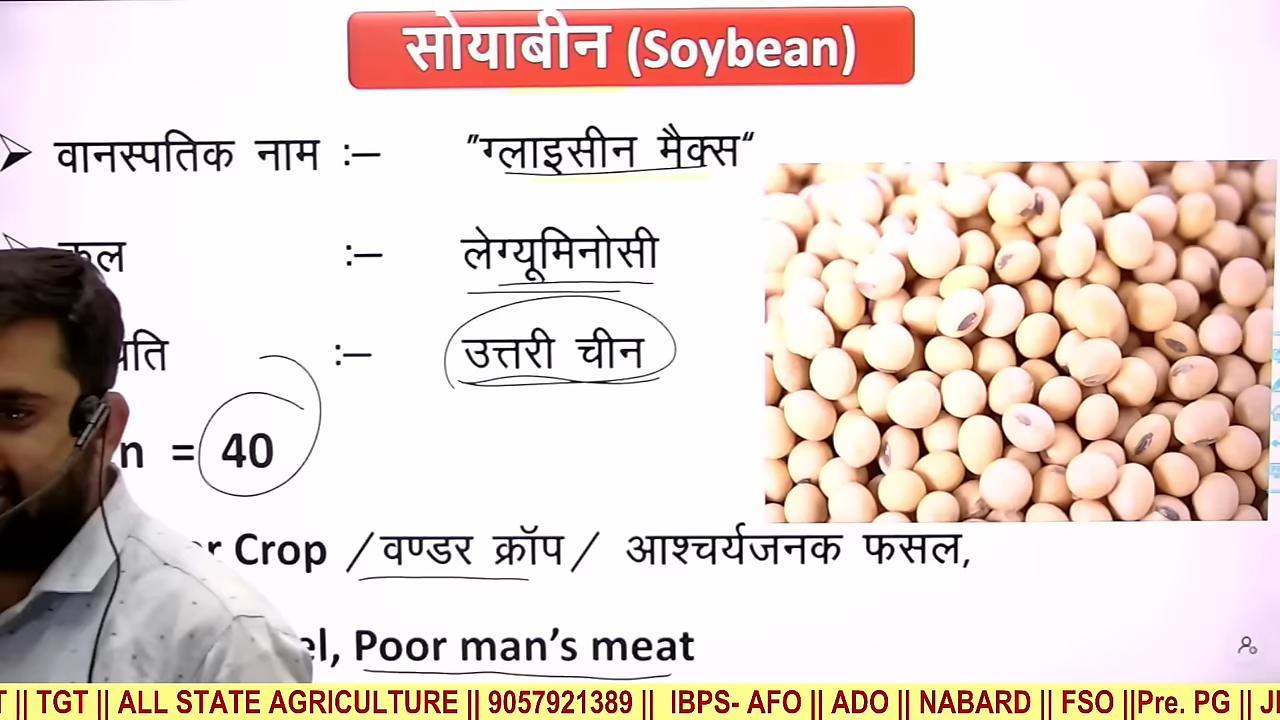 सोयाबीन (Soybean)
वानस्पतिक नाम :– "ग्लाइसीन मैक्स“
कुल :– लेग्यूमिनोसी
:– उत्तरी चीन
n = 40
Crop / वण्डर क्रॉप / आश्चर्यजनक फसल,
Poor man’s meat
T || TGT || ALL STATE AGRICULTURE || 9057921389 || IBPS- AFO || ADO || NABARD || FSO ||Pre. PG ||